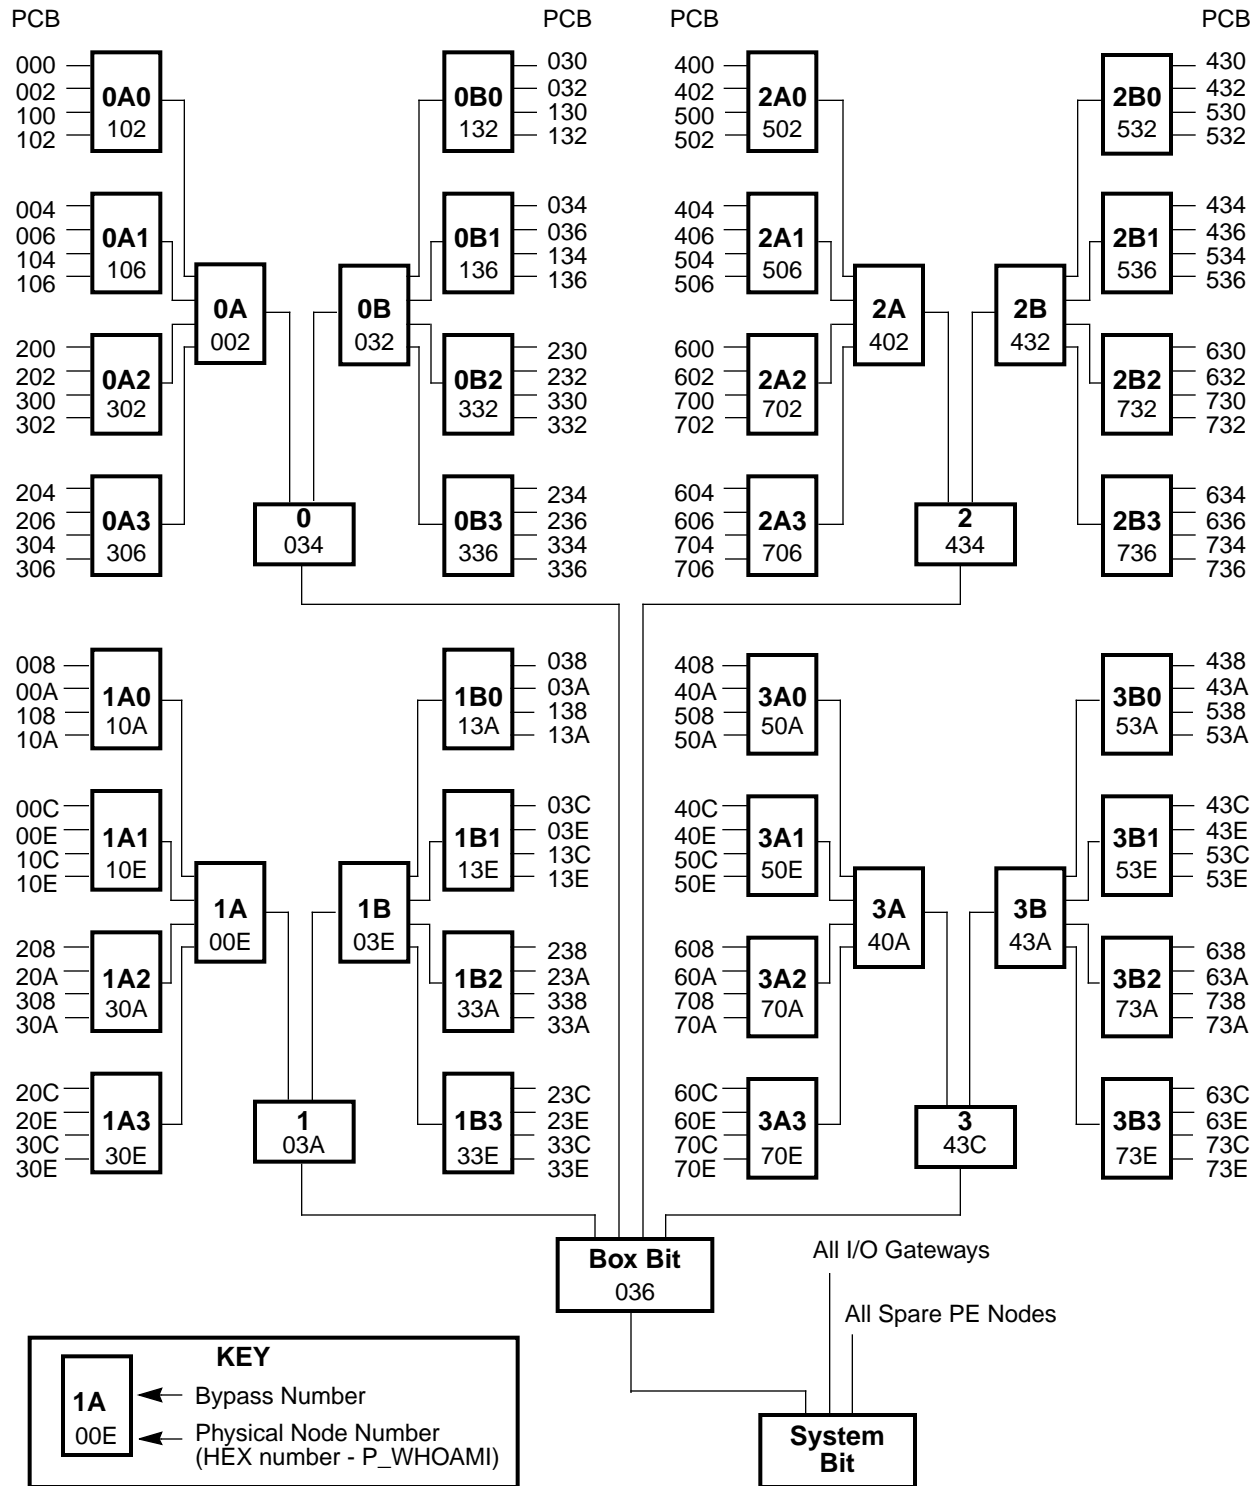 PCB
PCB
PCB
PCB
000
002
100
102
0A0
102
0B0
132
030
032
130
132
400
402
500
502
2A0
502
2B0
532
430
432
530
532
004
006
104
106
0A1
106
0B1
136
034
036
134
136
404
406
504
506
2A1
506
2B1
536
434
436
534
536
0A
002
0B
032
2A
402
2B
432
200
202
300
302
0A2
302
0B2
332
230
232
330
332
600
602
700
702
2A2
702
2B2
732
630
632
730
732
204
206
304
306
0A3
306
0
034
0B3
336
234
236
334
336
604
606
704
706
2A3
706
2
434
2B3
736
634
636
734
736
008
00A
108
10A
1A0
10A
1B0
13A
038
03A
138
13A
408
40A
508
50A
3A0
50A
3B0
53A
438
43A
538
53A
00C
00E
10C
10E
1A1
10E
1B1
13E
03C
03E
13C
13E
40C
40E
50C
50E
3A1
50E
3B1
53E
43C
43E
53C
53E
1A
00E
1B
03E
3A
40A
3B
43A
208
20A
308
30A
1A2
30A
1B2
33A
238
23A
338
33A
608
60A
708
70A
3A2
70A
3B2
73A
638
63A
738
73A
20C
20E
30C
30E
1A3
30E
1
03A
1B3
33E
23C
23E
33C
33E
60C
60E
70C
70E
3A3
70E
3
43C
3B3
73E
63C
63E
73C
73E
Box Bit
036
All I/O Gateways
All Spare PE Nodes
System
Bit
KEY
1A
00E
Bypass Number
Physical Node Number
(HEX number - P_WHOAMI)